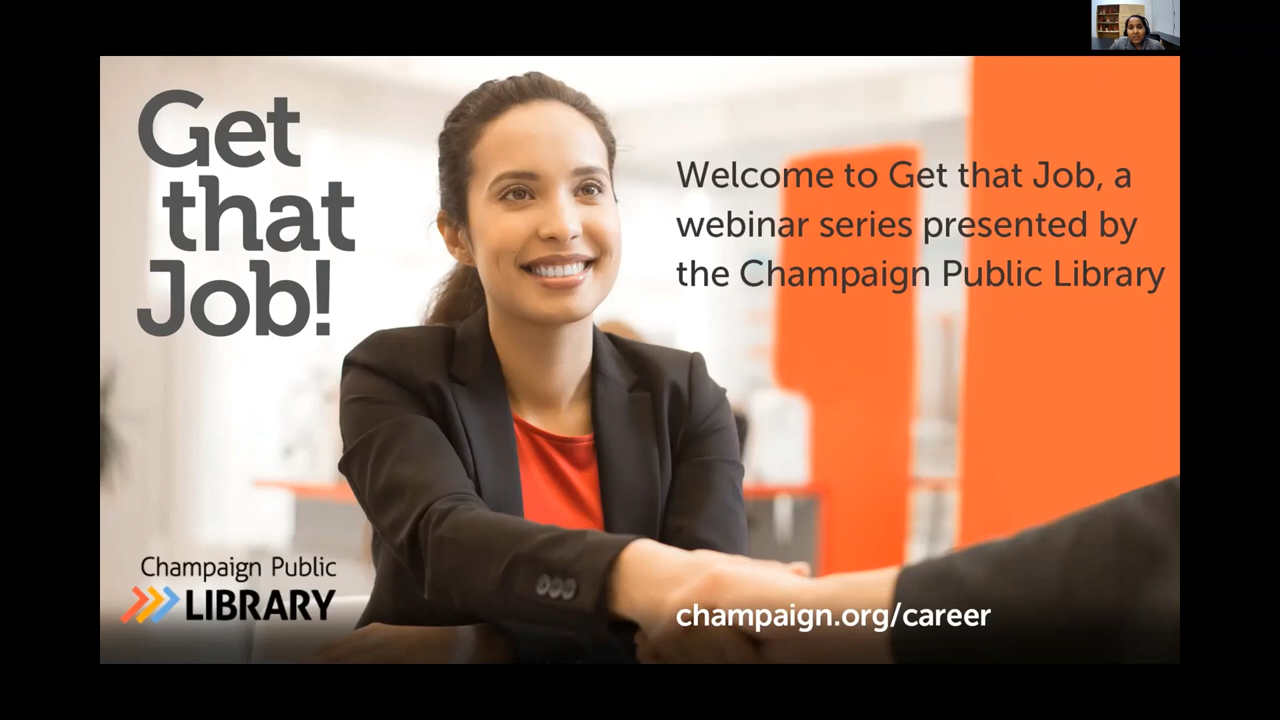 Get
that
Job!
Welcome to Get that Job, a
webinar series presented by
the Champaign Public Library
Champaign Public
LIBRARY
champaign.org/career